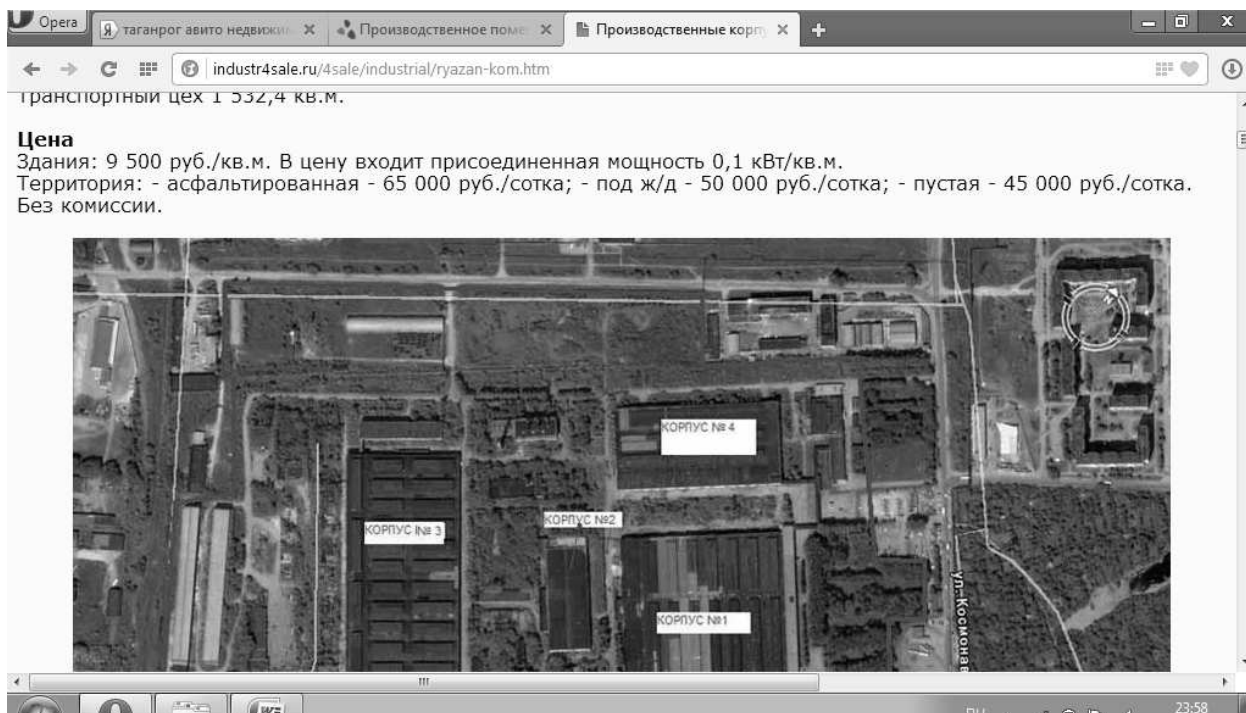 Opera
таганрог авито недвижи
Производственное поме
Производственные корп
industr4sale.ru/4sale/industrial/ryazan-kom.htm
Транспортный цех 1 532,4 кв.м.
Цена
Здания: 9 500 руб./кв.м. В цену входит присоединенная мощность 0,1 кВт/кв.м.
Территория: - асфальтированная - 65 000 руб./сотка; - под ж/д - 50 000 руб./сотка; - пустая - 45 000 руб./сотка.
Без комиссии.
КОРПУС № 4
КОРПУС №2
КОРПУС № 3
КОРПУС №1
ул. Космонав
RU
23:58